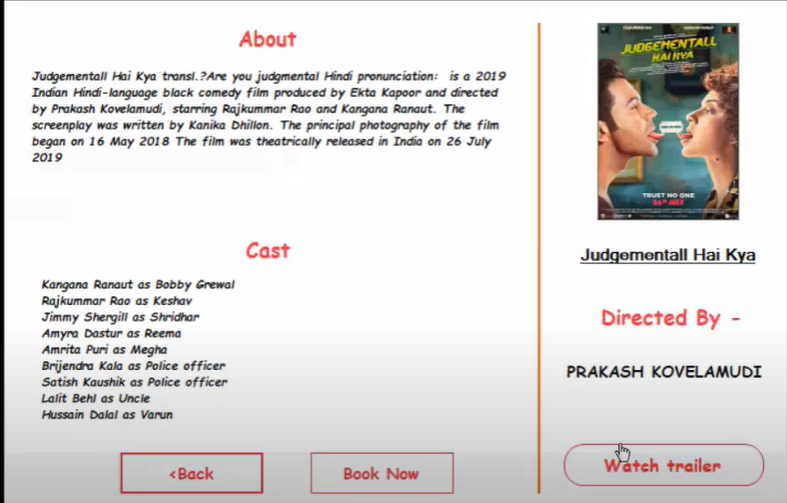 About
Judgementall Hai Kya transl.?Are you judgmental Hindi pronunciation:  is a 2019
Indian Hindi-language black comedy film produced by Ekta Kapoor and directed
by Prakash Kovelamudi, starring Rajkummar Rao and Kangana Ranaut. The
screenplay was written by Kanika Dhillon. The principal photography of the film
began on 16 May 2018 The film was theatrically released in India on 26 July
2019
Cast
Kangana Ranaut as Bobby Grewal
Rajkummar Rao as Keshav
Jimmy Shergill as Shridhar
Amyra Dastur as Reema
Amrita Puri as Megha
Brijendra Kala as Police officer
Satish Kaushik as Police officer
Lalit Behl as Uncle
Hussain Dalal as Varun
<Back
Book Now
JUDGEMENTALL
HAI KYA
TRUST NO ONE
26TH JULY
Judgementall Hai Kya
Directed By -
PRAKASH KOVELAMUDI
Watch trailer